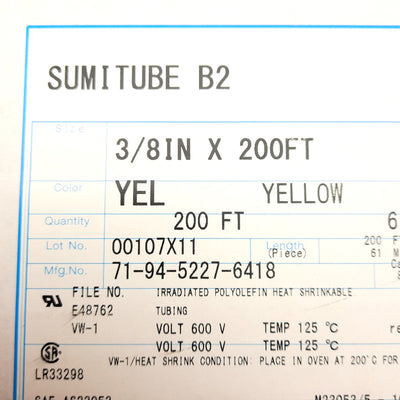 SUMITUBE B2
Size 3/8IN X 200FT
Color YEL YELLOW
Quantity 200 FT 6
Lot No. 00107X11 Length (Piece) 200 F
61 M
Mfg.No. 71-94-5227-6418
FILE NO. IRRADIATED POLYOLEFIN HEAT SHRINKABLE
E48762 TUBING
VW-1 VOLT 600 V TEMP 125 °C re
VOLT 600 V TEMP 125 °C
VW-1/HEAT SHRINK CONDITION: PLACE IN OVEN AT 200°C FOR
LR33298